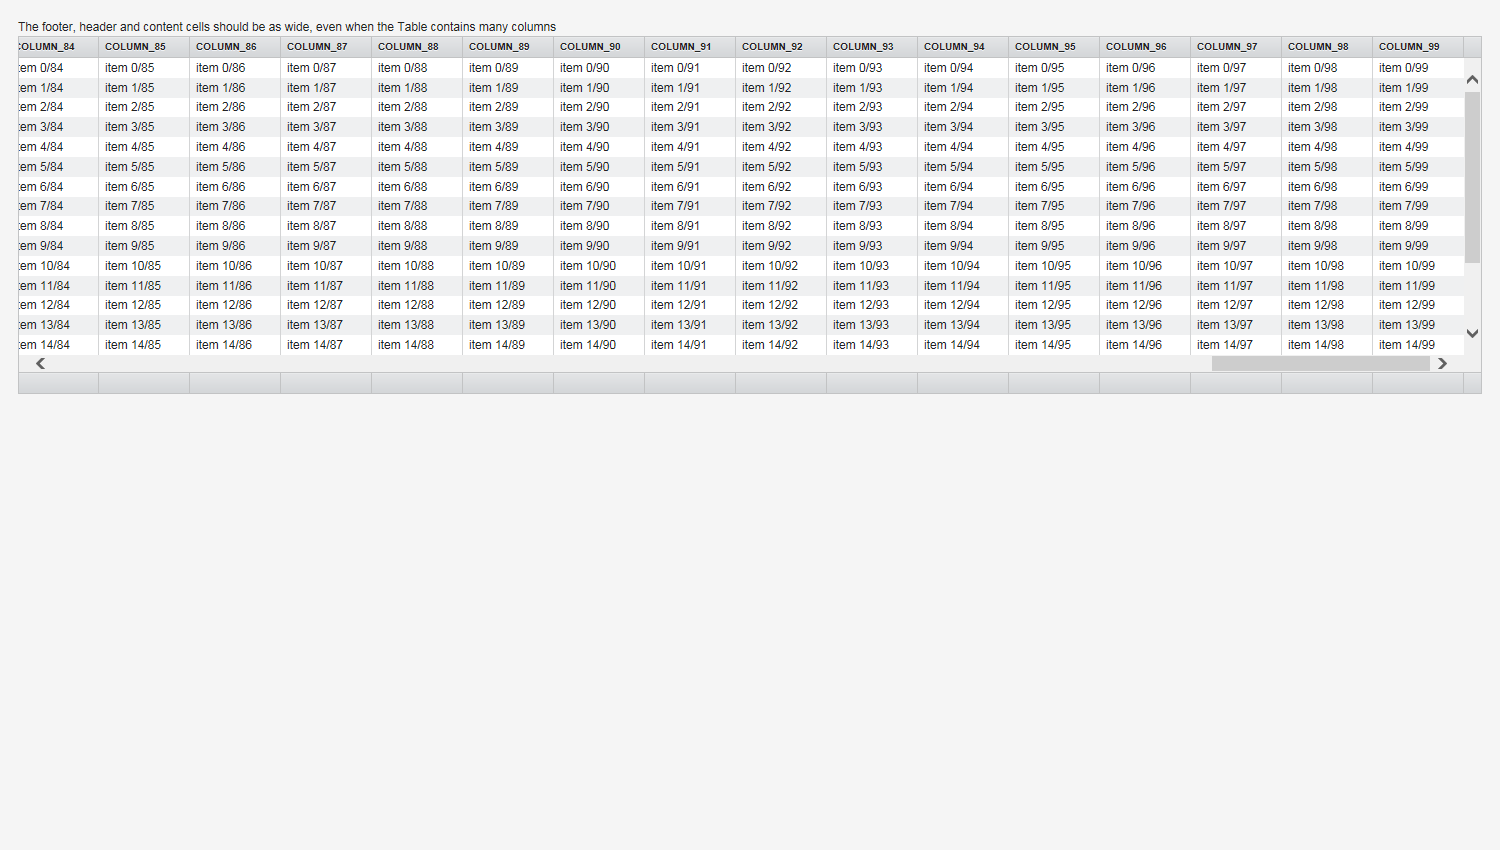 The footer, header and content cells should be as wide, even when the Table contains many columns
COLUMN_84 COLUMN_85 COLUMN_86 COLUMN_87 COLUMN_88 COLUMN_89 COLUMN_90 COLUMN_91 COLUMN_92 COLUMN_93 COLUMN_94 COLUMN_95 COLUMN_96 COLUMN_97 COLUMN_98 COLUMN_99
tem 0/84 item 0/85 item 0/86 item 0/87 item 0/88 item 0/89 item 0/90 item 0/91 item 0/92 item 0/93 item 0/94 item 0/95 item 0/96 item 0/97 item 0/98 item 0/99
tem 1/84 item 1/85 item 1/86 item 1/87 item 1/88 item 1/89 item 1/90 item 1/91 item 1/92 item 1/93 item 1/94 item 1/95 item 1/96 item 1/97 item 1/98 item 1/99
tem 2/84 item 2/85 item 2/86 item 2/87 item 2/88 item 2/89 item 2/90 item 2/91 item 2/92 item 2/93 item 2/94 item 2/95 item 2/96 item 2/97 item 2/98 item 2/99
tem 3/84 item 3/85 item 3/86 item 3/87 item 3/88 item 3/89 item 3/90 item 3/91 item 3/92 item 3/93 item 3/94 item 3/95 item 3/96 item 3/97 item 3/98 item 3/99
tem 4/84 item 4/85 item 4/86 item 4/87 item 4/88 item 4/89 item 4/90 item 4/91 item 4/92 item 4/93 item 4/94 item 4/95 item 4/96 item 4/97 item 4/98 item 4/99
tem 5/84 item 5/85 item 5/86 item 5/87 item 5/88 item 5/89 item 5/90 item 5/91 item 5/92 item 5/93 item 5/94 item 5/95 item 5/96 item 5/97 item 5/98 item 5/99
tem 6/84 item 6/85 item 6/86 item 6/87 item 6/88 item 6/89 item 6/90 item 6/91 item 6/92 item 6/93 item 6/94 item 6/95 item 6/96 item 6/97 item 6/98 item 6/99
tem 7/84 item 7/85 item 7/86 item 7/87 item 7/88 item 7/89 item 7/90 item 7/91 item 7/92 item 7/93 item 7/94 item 7/95 item 7/96 item 7/97 item 7/98 item 7/99
tem 8/84 item 8/85 item 8/86 item 8/87 item 8/88 item 8/89 item 8/90 item 8/91 item 8/92 item 8/93 item 8/94 item 8/95 item 8/96 item 8/97 item 8/98 item 8/99
tem 9/84 item 9/85 item 9/86 item 9/87 item 9/88 item 9/89 item 9/90 item 9/91 item 9/92 item 9/93 item 9/94 item 9/95 item 9/96 item 9/97 item 9/98 item 9/99
tem 10/84 item 10/85 item 10/86 item 10/87 item 10/88 item 10/89 item 10/90 item 10/91 item 10/92 item 10/93 item 10/94 item 10/95 item 10/96 item 10/97 item 10/98 item 10/99
tem 11/84 item 11/85 item 11/86 item 11/87 item 11/88 item 11/89 item 11/90 item 11/91 item 11/92 item 11/93 item 11/94 item 11/95 item 11/96 item 11/97 item 11/98 item 11/99
tem 12/84 item 12/85 item 12/86 item 12/87 item 12/88 item 12/89 item 12/90 item 12/91 item 12/92 item 12/93 item 12/94 item 12/95 item 12/96 item 12/97 item 12/98 item 12/99
tem 13/84 item 13/85 item 13/86 item 13/87 item 13/88 item 13/89 item 13/90 item 13/91 item 13/92 item 13/93 item 13/94 item 13/95 item 13/96 item 13/97 item 13/98 item 13/99
tem 14/84 item 14/85 item 14/86 item 14/87 item 14/88 item 14/89 item 14/90 item 14/91 item 14/92 item 14/93 item 14/94 item 14/95 item 14/96 item 14/97 item 14/98 item 14/99